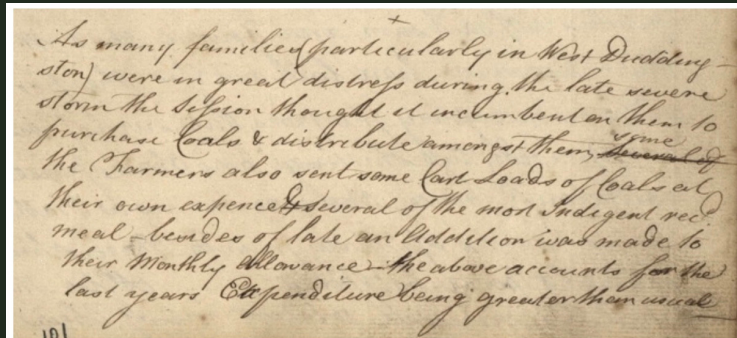 +
As many families (particularly in West Dudding-
ston) were in great distress during the late severe
storm the Session thought it incumbent on them to
purchase Coals & distribute amongst them, some ~~several of~~
the Farmers also sent some Cart Loads of Coals at
their own expence & several of the most Indigent recd
meal besides of late an Addition was made to
their Monthly allowance - the above accounts for the
last years Expenditure being greater than usual
101